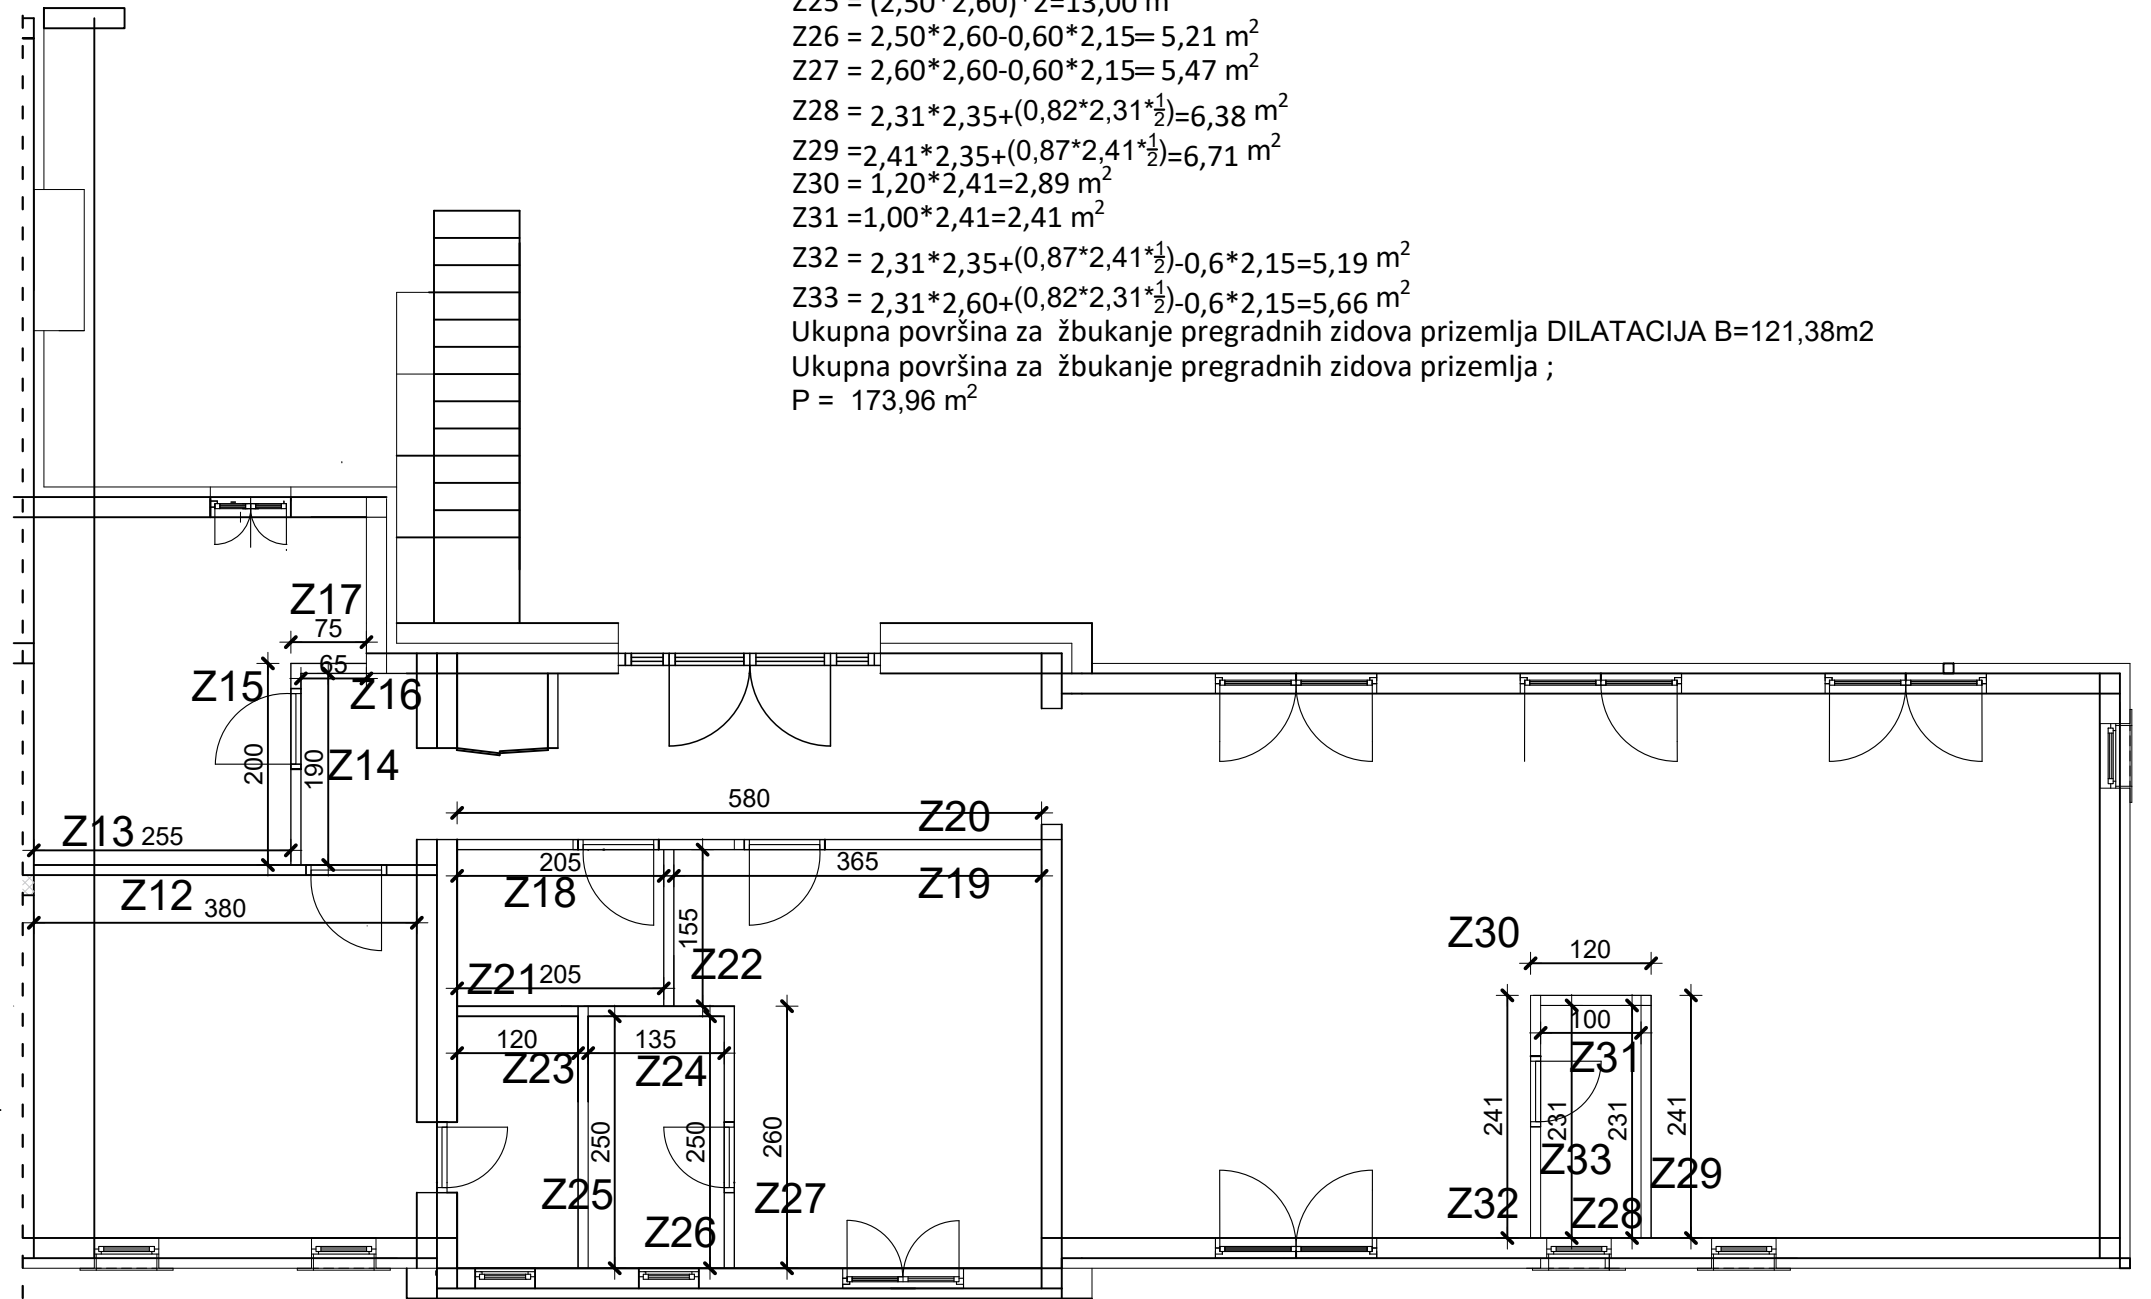 Z25 = (2,50*2,60)*2=13,00 m
Z26 = 2,50*2,60-0,60*2,15= 5,21 m²
Z27 = 2,60*2,60-0,60*2,15= 5,47 m²
Z28 = 2,31*2,35+(0,82*2,31*½)=6,38 m²
Z29 =2,41*2,35+(0,87*2,41*½)=6,71 m²
Z30 = 1,20*2,41=2,89 m²
Z31 =1,00*2,41=2,41 m²
Z32 = 2,31*2,35+(0,87*2,41*½)-0,6*2,15=5,19 m²
Z33 = 2,31*2,60+(0,82*2,31*½)-0,6*2,15=5,66 m²
Ukupna površina za žbukanje pregradnih zidova prizemlja DILATACIJA B=121,38m2
Ukupna površina za žbukanje pregradnih zidova prizemlja ;
P = 173,96 m²
Z17
75
65
Z15
Z16
200
190
Z14
580
Z20
Z13 255
205
365
Z18
Z19
Z12 380
155
Z30
120
Z21 205
Z22
100
120
135
Z31
Z23
Z24
250
250
260
241
231
231
241
Z33
Z29
Z25
Z27
Z32
Z28
Z26